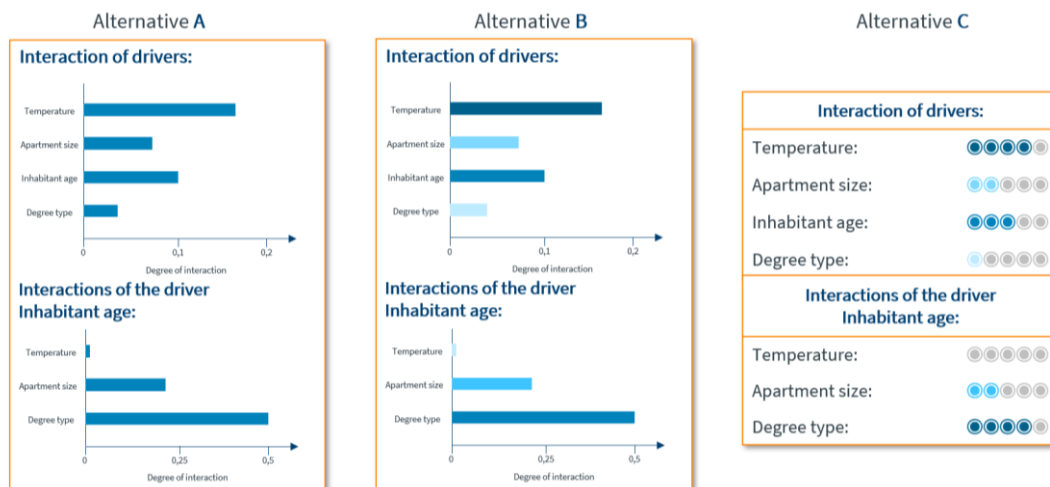 Alternative A
Interaction of drivers:
Temperature
Apartment size
Inhabitant age
Degree type
0
0,1
0,2
Degree of interaction
Interactions of the driver
Inhabitant age:
Temperature
Apartment size
Degree type
0
0,25
0,5
Degree of interaction
Alternative B
Interaction of drivers:
Temperature
Apartment size
Inhabitant age
Degree type
0
0,1
0,2
Degree of interaction
Interactions of the driver
Inhabitant age:
Temperature
Apartment size
Degree type
0
0,25
0,5
Degree of interaction
Alternative C
Interaction of drivers:
Temperature:
Apartment size:
Inhabitant age:
Degree type:
Interactions of the driver
Inhabitant age:
Temperature:
Apartment size:
Degree type: